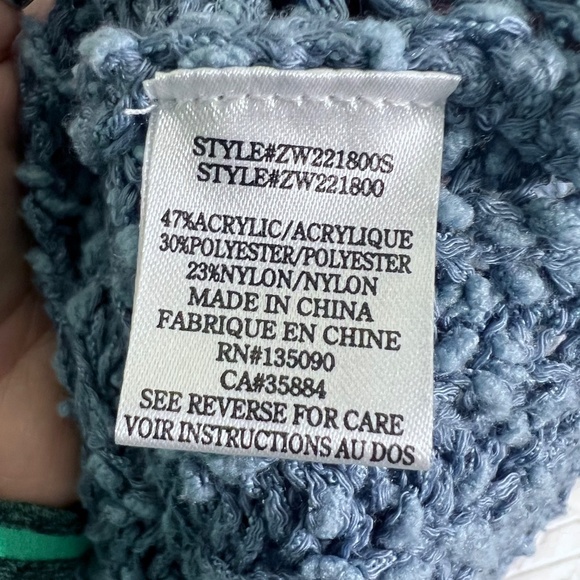 STYLE#ZW221800S
STYLE#ZW221800
47%ACRYLIC/ACRYLIQUE
30%POLYESTER/POLYESTER
23%NYLON/NYLON
MADE IN CHINA
FABRIQUE EN CHINE
RN#135090
CA#35884
SEE REVERSE FOR CARE
VOIR INSTRUCTIONS AU DOS